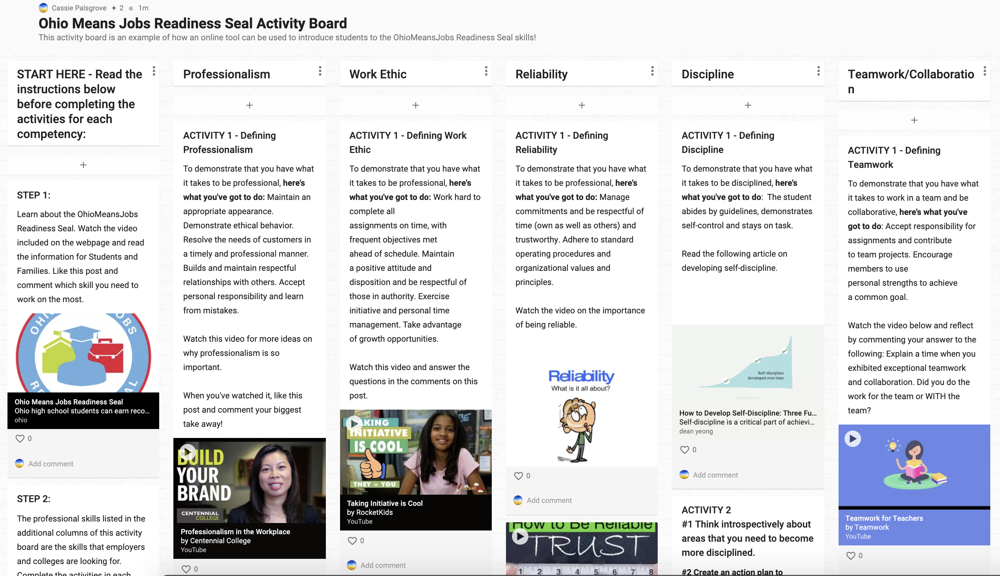 Cassie Palsgrove + 2 1m
Ohio Means Jobs Readiness Seal Activity Board
This activity board is an example of how an online tool can be used to introduce students to the OhioMeansJobs Readiness Seal skills!
START HERE - Read the
instructions below
before completing the
activities for each
competency:
STEP 1:
Learn about the OhioMeansJobs
Readiness Seal. Watch the video
included on the webpage and read
the information for Students and
Families. Like this post and
comment which skill you need to
work on the most.
Ohio Means Jobs Readiness Seal
Ohio high school students can earn reco...
ohio
0
Add comment
STEP 2:
The professional skills listed in the
additional columns of this activity
board are the skills that employers
and colleges are looking for.
Complete the activities in each
Professionalism
ACTIVITY 1 - Defining
Professionalism
To demonstrate that you have what
it takes to be professional, here's
what you've got to do: Maintain an
appropriate appearance.
Demonstrate ethical behavior.
Resolve the needs of customers in
a timely and professional manner.
Builds and maintain respectful
relationships with others. Accept
personal responsibility and learn
from mistakes.
Watch this video for more ideas on
why professionalism is so
important.
When you've watched it, like this
post and comment your biggest
take away!
BUILD
YOUR
BRAND
CENTENNIAL
COLLEGE
Professionalism in the Workplace
by Centennial College
YouTube
0
Work Ethic
ACTIVITY 1 - Defining Work
Ethic
To demonstrate that you have what
it takes to be professional, here's
what you've got to do: Work hard to
complete all
assignments on time, with
frequent objectives met
ahead of schedule. Maintain
a positive attitude and
disposition and be respectful of
those in authority. Exercise
initiative and personal time
management. Take advantage
of growth opportunities.
Watch this video and answer the
questions in the comments on this
post.
TAKING
INITIATIVE
IS COOL
THEY = YOU
Taking Initiative is Cool
by RocketKids
YouTube
0
Add comment
Reliability
ACTIVITY 1 - Defining
Reliability
To demonstrate that you have what
it takes to be professional, here's
what you've got to do: Manage
commitments and be respectful of
time (own as well as others) and
trustworthy. Adhere to standard
operating procedures and
organizational values and
principles.
Watch the video on the importance
of being reliable.
Reliability
What is it all about?
0
Add comment
How to Be Reliable
TRUST
1 2 3 4 5 6 7 8
Discipline
ACTIVITY 1 - Defining
Discipline
To demonstrate that you have what
it takes to be disciplined, here's
what you've got to do: The student
abides by guidelines, demonstrates
self-control and stays on task.
Read the following article on
developing self-discipline.
Self-discipline
developed over time
How to Develop Self-Discipline: Three Fu...
Self-discipline is a critical part of achievi...
dean yeong
0
Add comment
ACTIVITY 2
#1 Think introspectively about
areas that you need to become
more disciplined.
#2 Create an action plan to
Teamwork/Collaboratio
n
ACTIVITY 1 - Defining
Teamwork
To demonstrate that you have what
it takes to work in a team and be
collaborative, here's what you've
got to do: Accept responsibility for
assignments and contribute
to team projects. Encourage
members to use
personal strengths to achieve
a common goal.
Watch the video below and reflect
by commenting your answer to the
following: Explain a time when you
exhibited exceptional teamwork
and collaboration. Did you do the
work for the team or WITH the
team?
Teamwork for Teachers
by Teamwork
YouTube
0